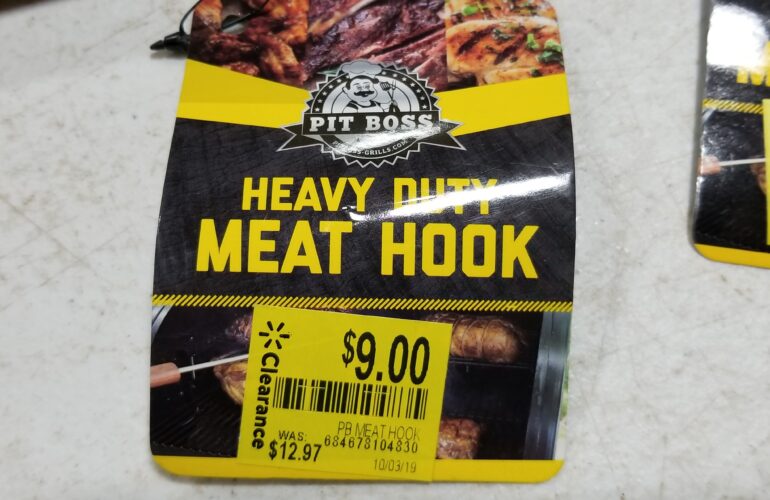 PIT BOSS
HEAVY DUTY
MEAT HOOK
Clearance
$9.00
PB MEAT HOOK
684678104830
WAS:
$12.97
10/03/19